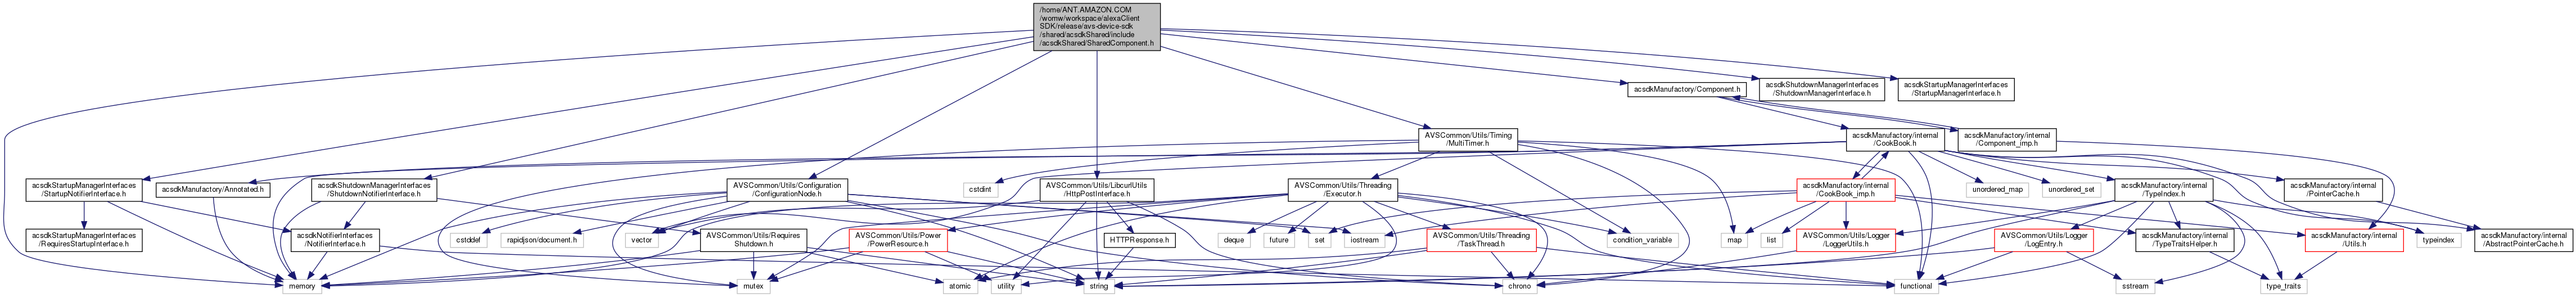 /home/ANT.AMAZON.COM
/womw/workspace/alexaClient
SDK/release/avs-device-sdk
/shared/acsdkShared/include
/acsdkShared/SharedComponent.h
acsdkManufactory/Component.h
acsdkShutdownManagerInterfaces
/ShutdownManagerInterface.h
acsdkStartupManagerInterfaces
/StartupManagerInterface.h
AVSCommon/Utils/Timing
/MultiTimer.h
acsdkManufactory/internal
/CookBook.h
acsdkManufactory/internal
/Component_imp.h
acsdkStartupManagerInterfaces
/StartupNotifierInterface.h
acsdkManufactory/Annotated.h
acsdkShutdownManagerInterfaces
/ShutdownNotifierInterface.h
AVSCommon/Utils/Configuration
/ConfigurationNode.h
cstdint
AVSCommon/Utils/LibcurlUtils
/HttpPostInterface.h
AVSCommon/Utils/Threading
/Executor.h
acsdkManufactory/internal
/CookBook_imp.h
unordered_map
unordered_set
acsdkManufactory/internal
/TypeIndex.h
acsdkManufactory/internal
/PointerCache.h
acsdkStartupManagerInterfaces
/RequiresStartupInterface.h
acsdkNotifierInterfaces
/NotifierInterface.h
cstddef
rapidjson/document.h
vector
AVSCommon/Utils/Requires
Shutdown.h
AVSCommon/Utils/Power
/PowerResource.h
HTTPResponse.h
deque
future
set
iostream
AVSCommon/Utils/Threading
/TaskThread.h
condition_variable
map
list
AVSCommon/Utils/Logger
/LoggerUtils.h
AVSCommon/Utils/Logger
/LogEntry.h
acsdkManufactory/internal
/TypeTraitsHelper.h
acsdkManufactory/internal
/Utils.h
typeindex
acsdkManufactory/internal
/AbstractPointerCache.h
memory
mutex
atomic
utility
string
chrono
functional
sstream
type_traits